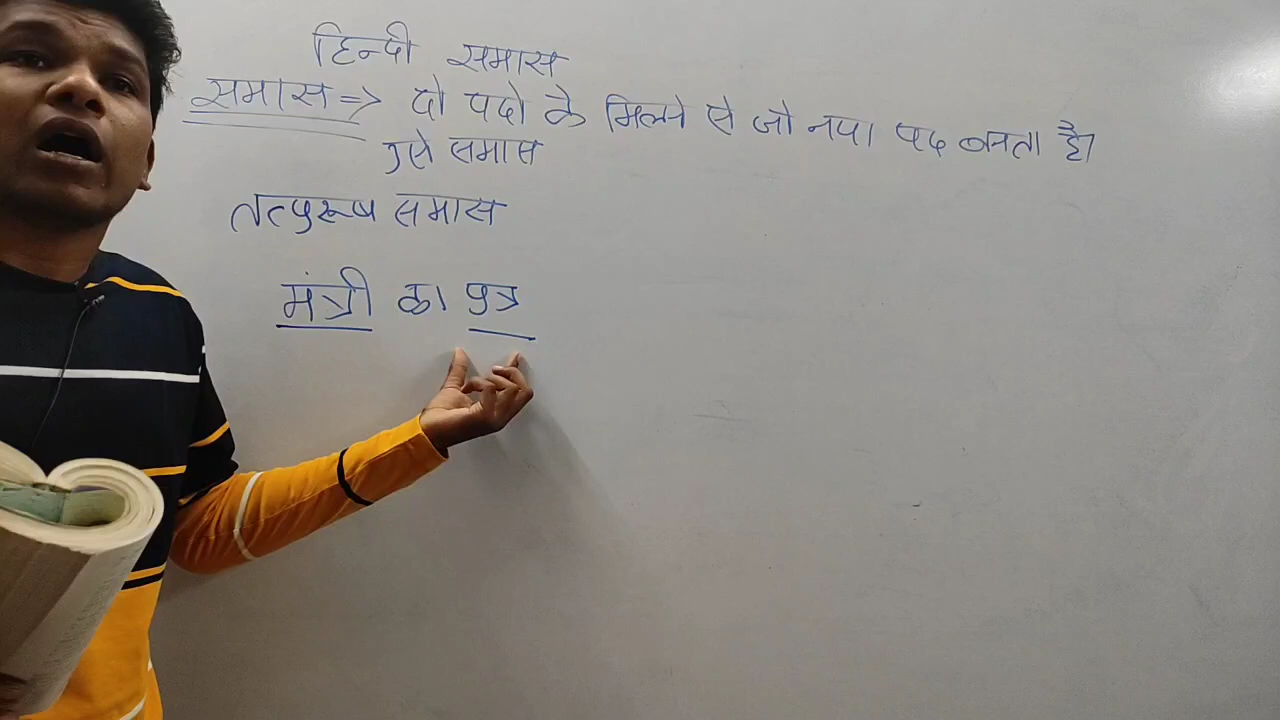 हिन्दी समास
समास => दो पदो के मिलने से जो नया पद बनता है।
उसे समास
तत्पुरूष समास
मंत्री का पुत्र